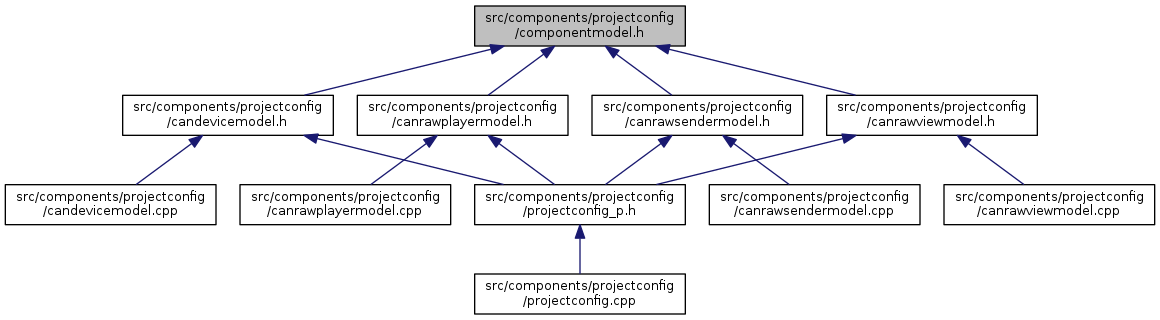 src/components/projectconfig
/componentmodel.h
src/components/projectconfig
/candevicemodel.h
src/components/projectconfig
/canrawplayermodel.h
src/components/projectconfig
/canrawsendermodel.h
src/components/projectconfig
/canrawviewmodel.h
src/components/projectconfig
/candevicemodel.cpp
src/components/projectconfig
/canrawplayermodel.cpp
src/components/projectconfig
/projectconfig_p.h
src/components/projectconfig
/canrawsendermodel.cpp
src/components/projectconfig
/canrawviewmodel.cpp
src/components/projectconfig
/projectconfig.cpp